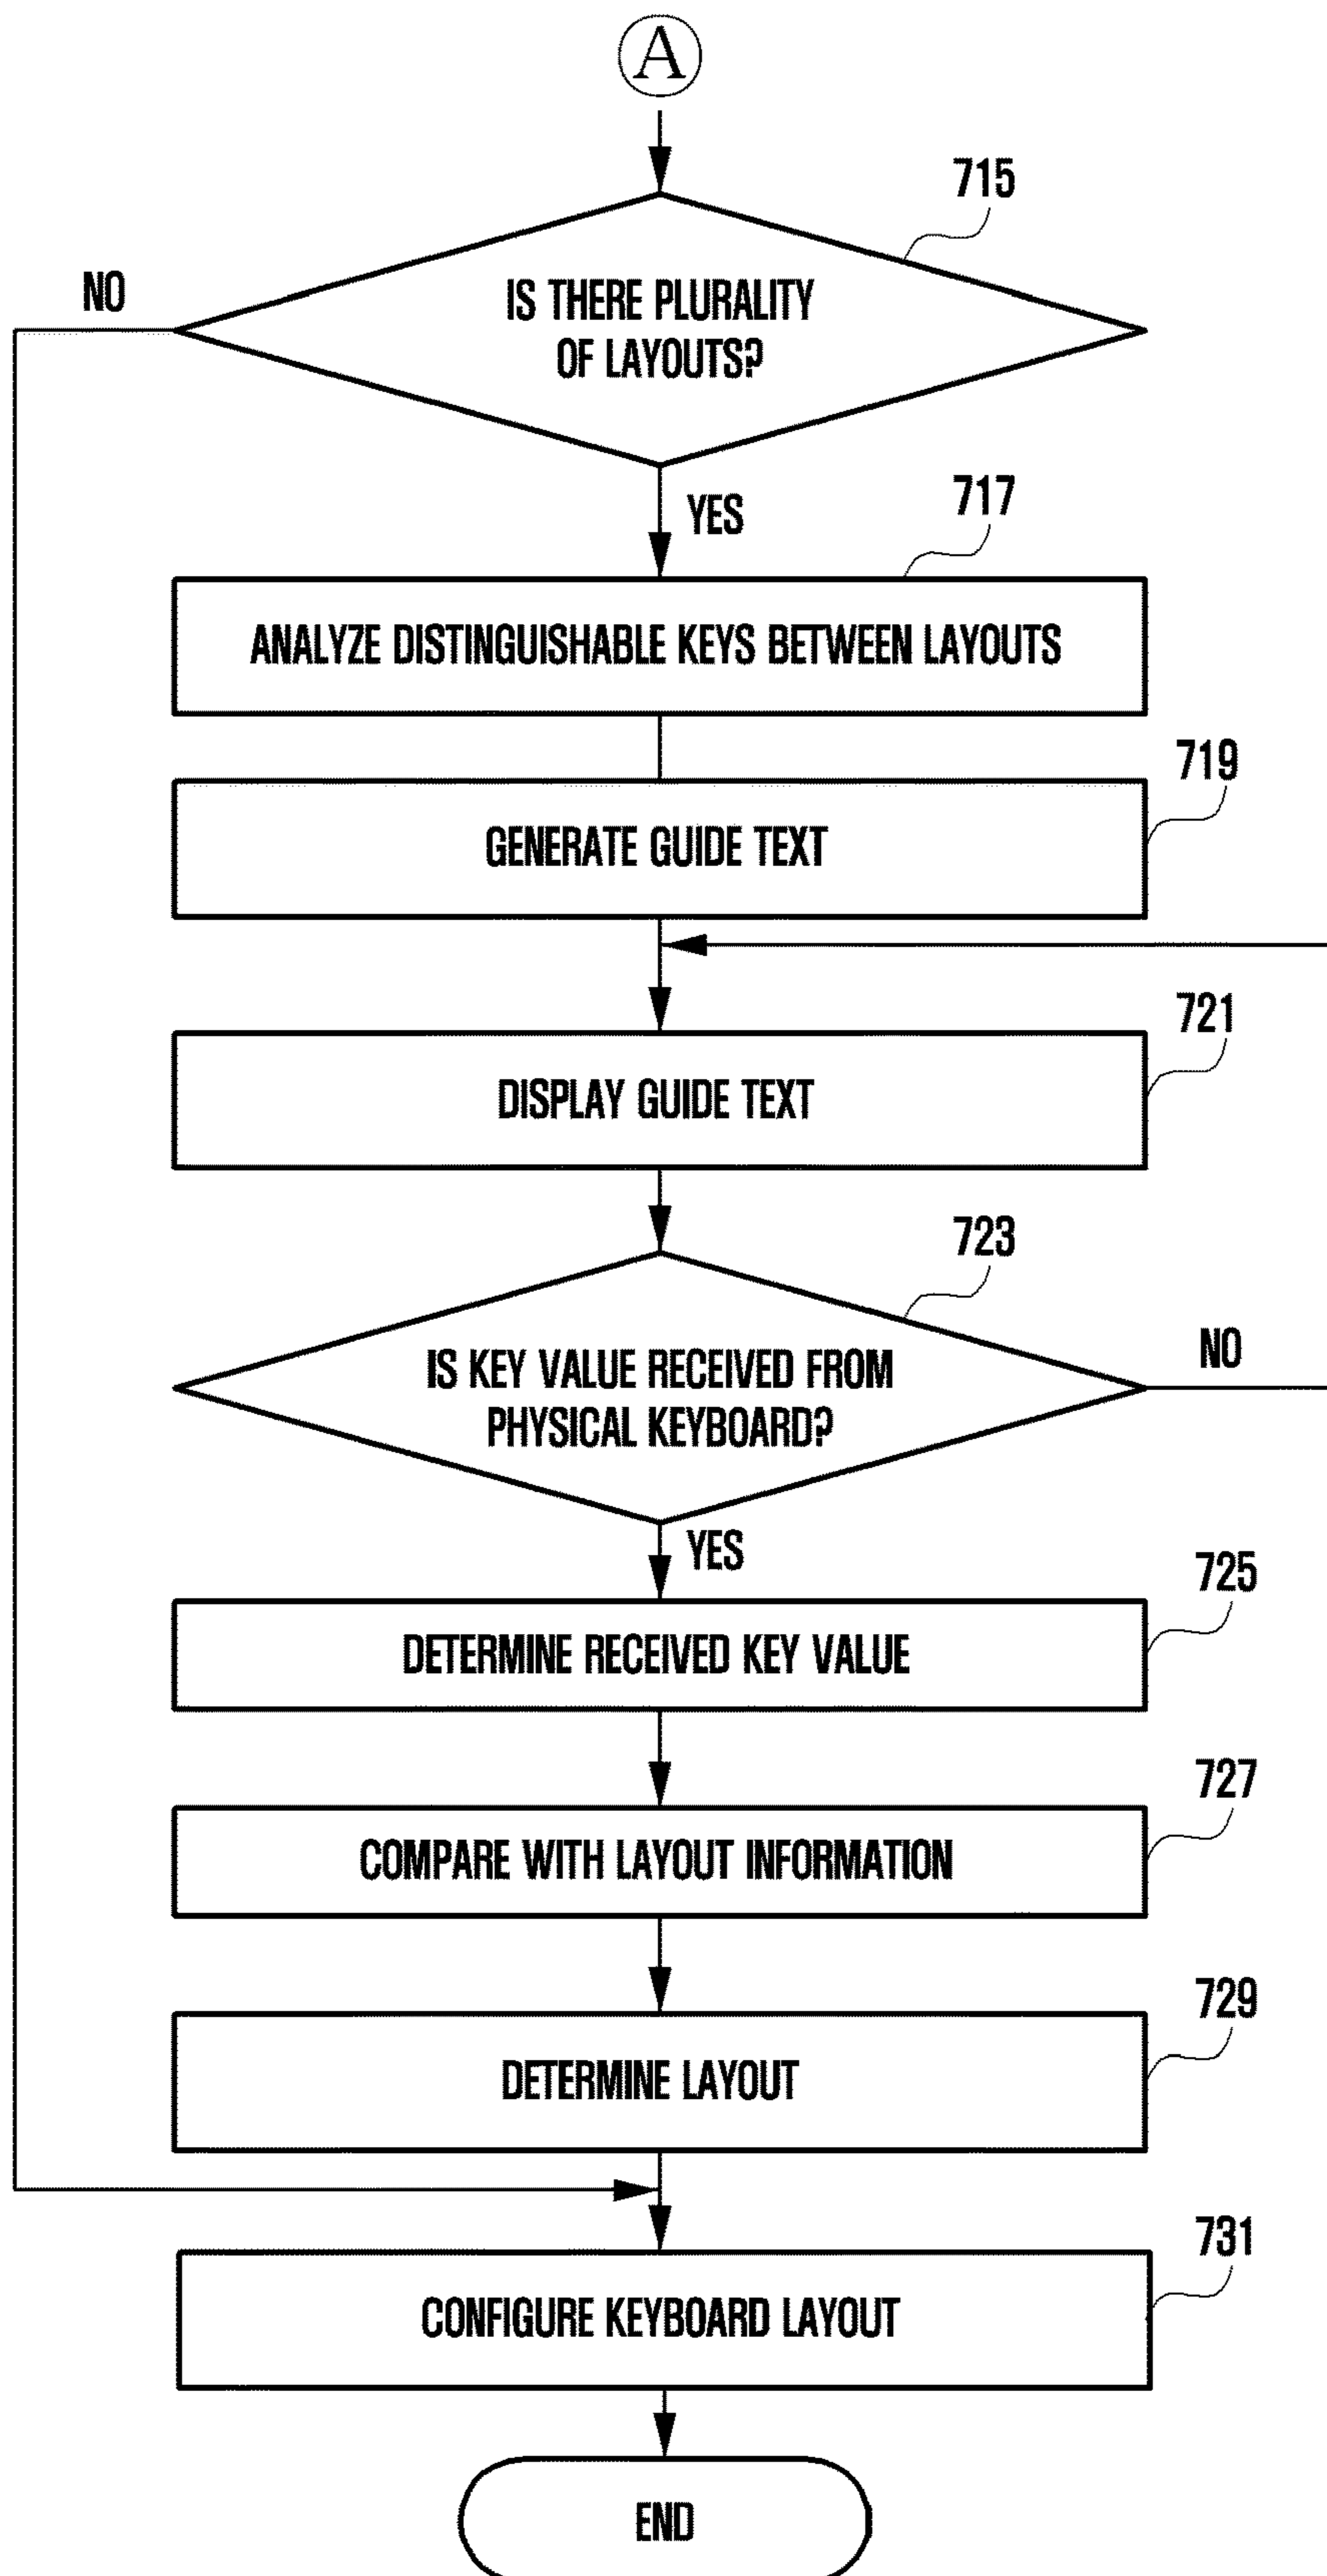 A
715
NO
IS THERE PLURALITY
OF LAYOUTS?
YES
717
ANALYZE DISTINGUISHABLE KEYS BETWEEN LAYOUTS
719
GENERATE GUIDE TEXT
721
DISPLAY GUIDE TEXT
723
IS KEY VALUE RECEIVED FROM
PHYSICAL KEYBOARD?
NO
YES
725
DETERMINE RECEIVED KEY VALUE
727
COMPARE WITH LAYOUT INFORMATION
729
DETERMINE LAYOUT
731
CONFIGURE KEYBOARD LAYOUT
END